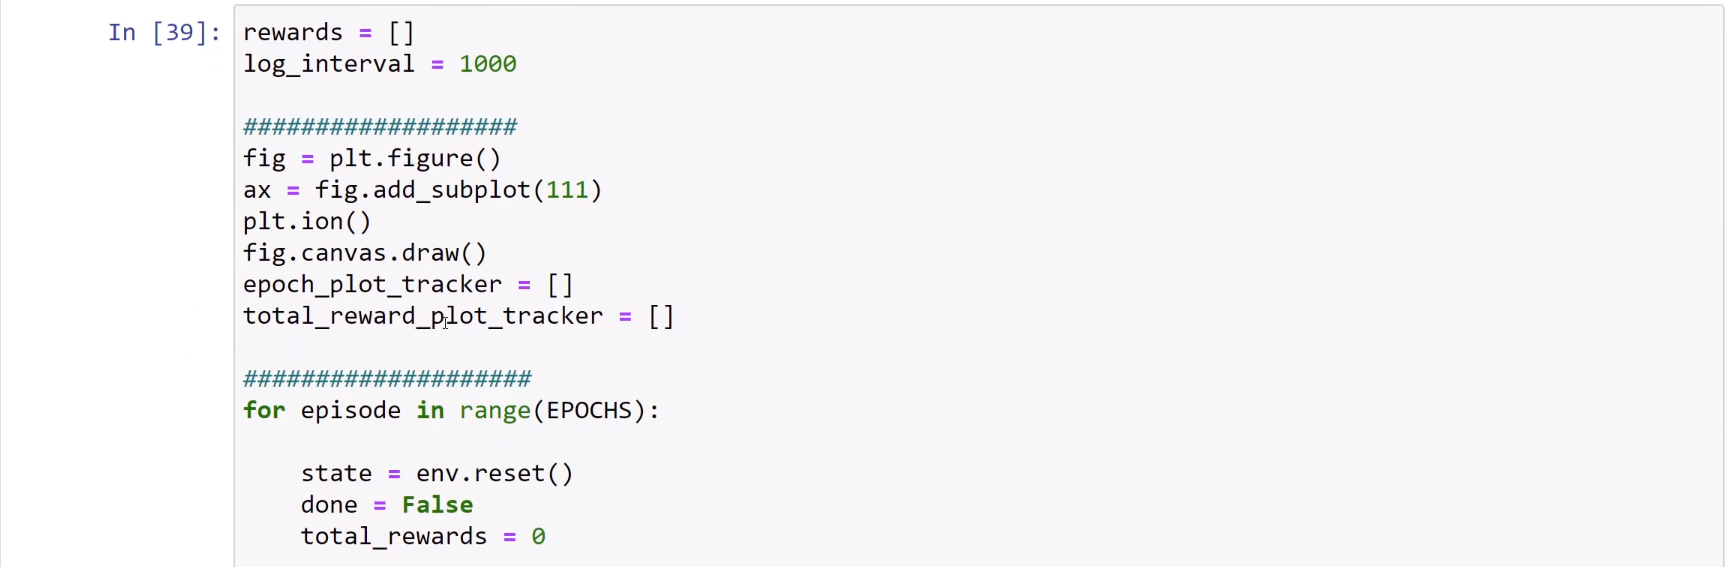 In [39]:
rewards = []
log_interval = 1000
###################
fig = plt.figure()
ax = fig.add_subplot(111)
plt.ion()
fig.canvas.draw()
epoch_plot_tracker = []
total_reward_plot_tracker = []
####################
for episode in range(EPOCHS):
    state = env.reset()
    done = False
    total_rewards = 0